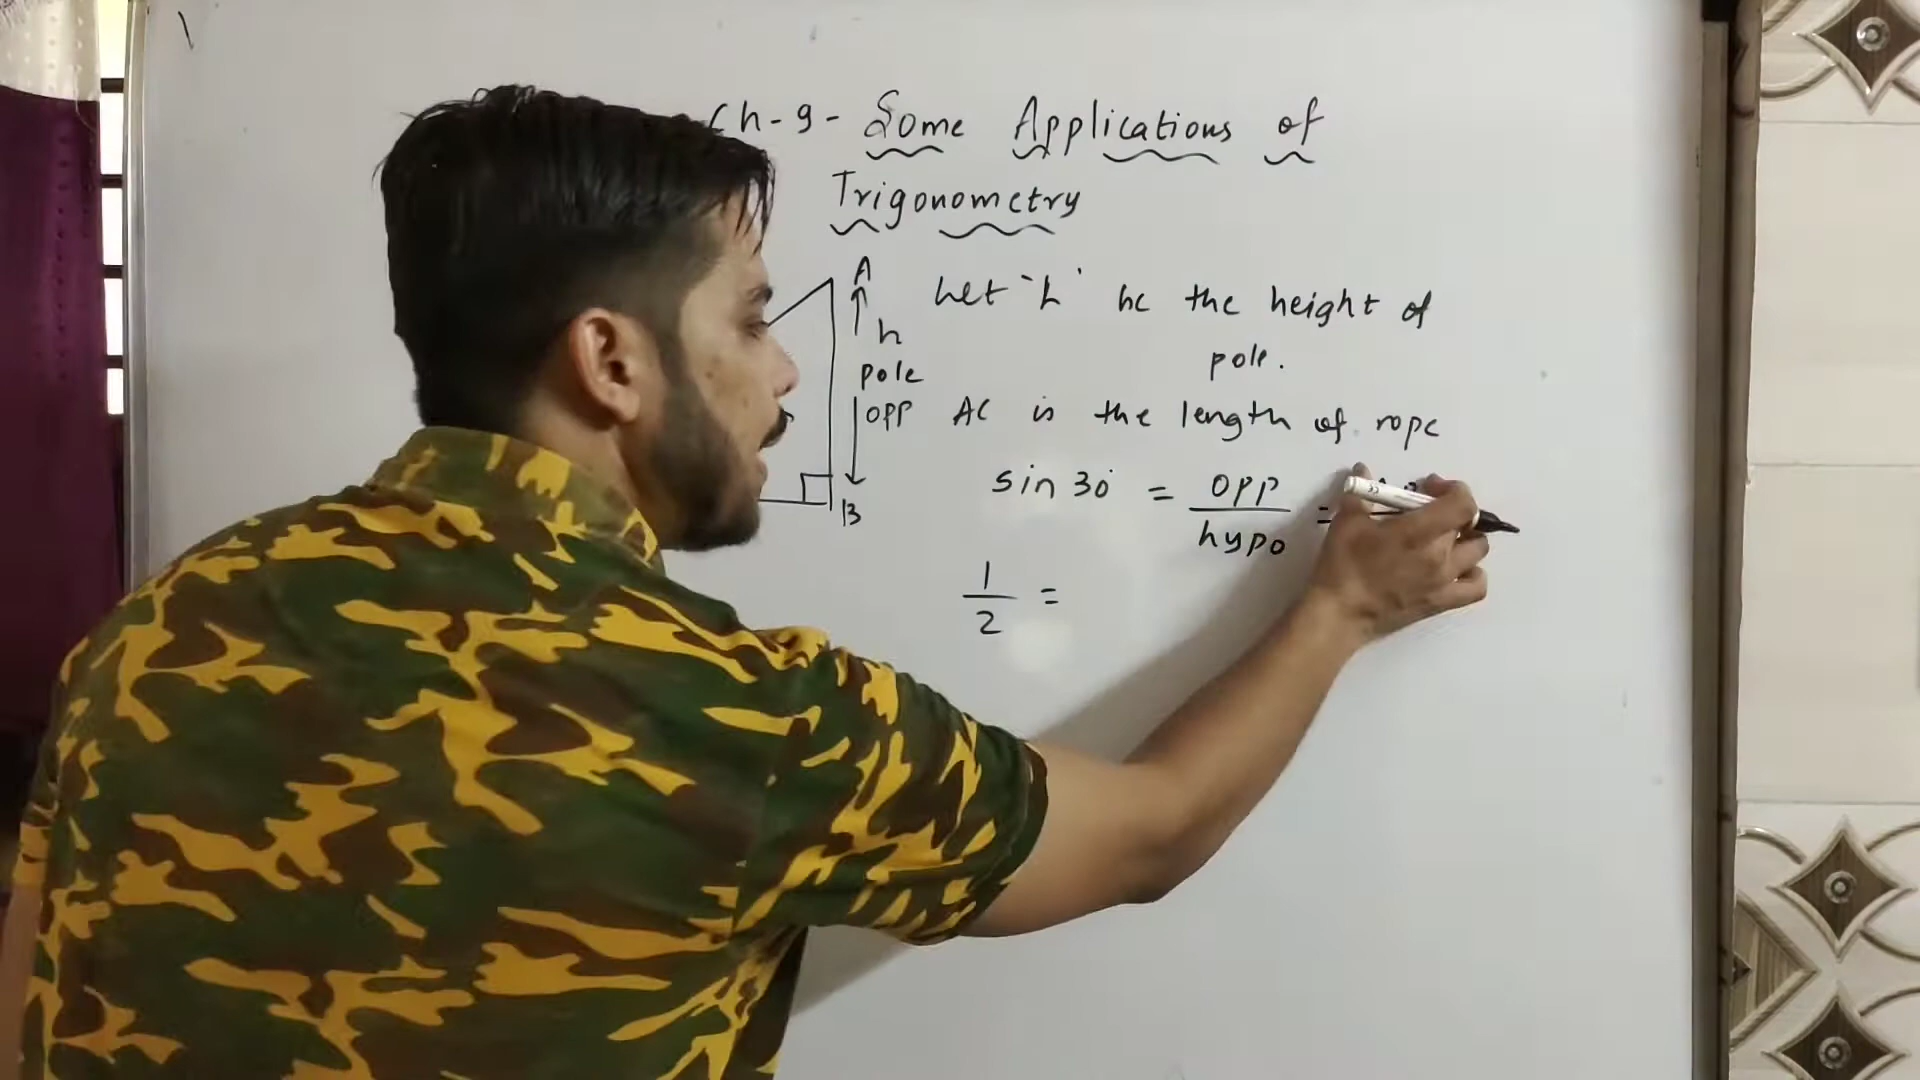 Ch-9- Some Applications of
Trigonometry
A
h
pole
opp
B
Let 'h' be the height of
pole.
AC is the length of rope
sin 30° = opp/hypo =
1/2 =